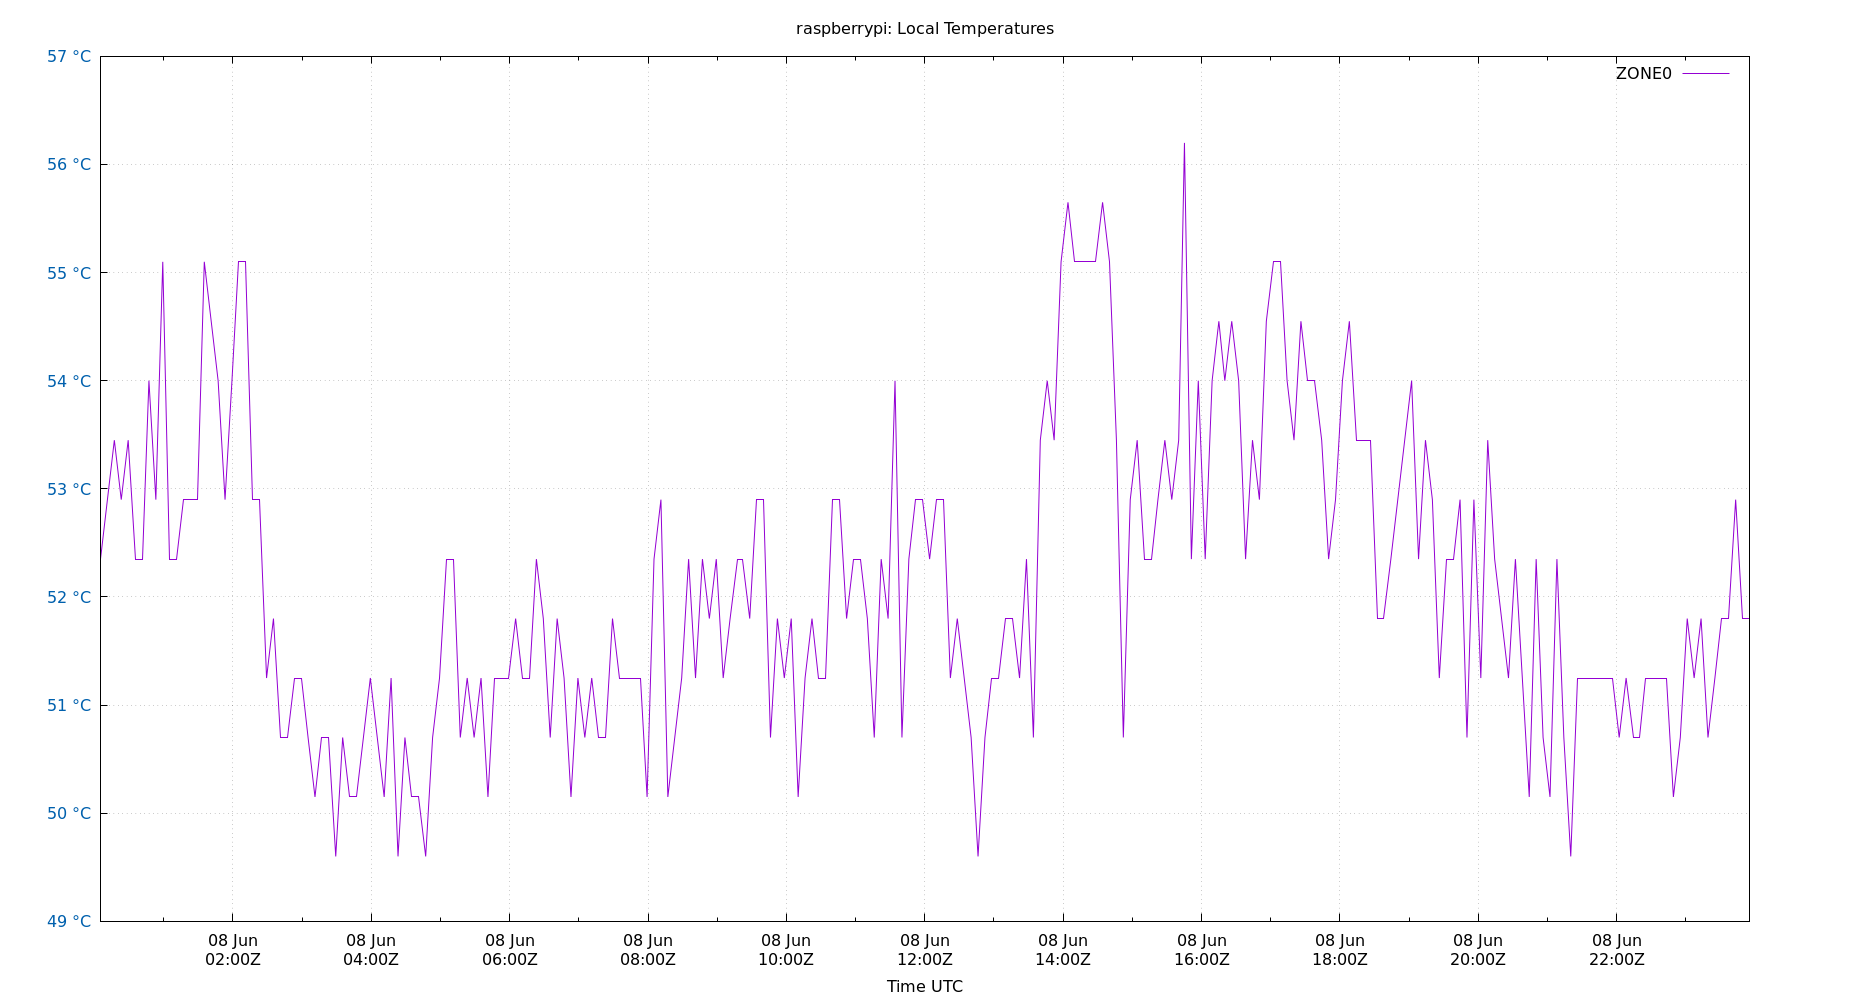 raspberrypi: Local Temperatures
57 °C
ZONE0
56 °C
55 °C
54 °C
53 °C
52 °C
51 °C
50 °C
49 °C
08 Jun 08 Jun 08 Jun 08 Jun 08 Jun 08 Jun 08 Jun 08 Jun 08 Jun 08 Jun 08 Jun
02:00Z 04:00Z 06:00Z 08:00Z 10:00Z 12:00Z 14:00Z 16:00Z 18:00Z 20:00Z 22:00Z
Time UTC